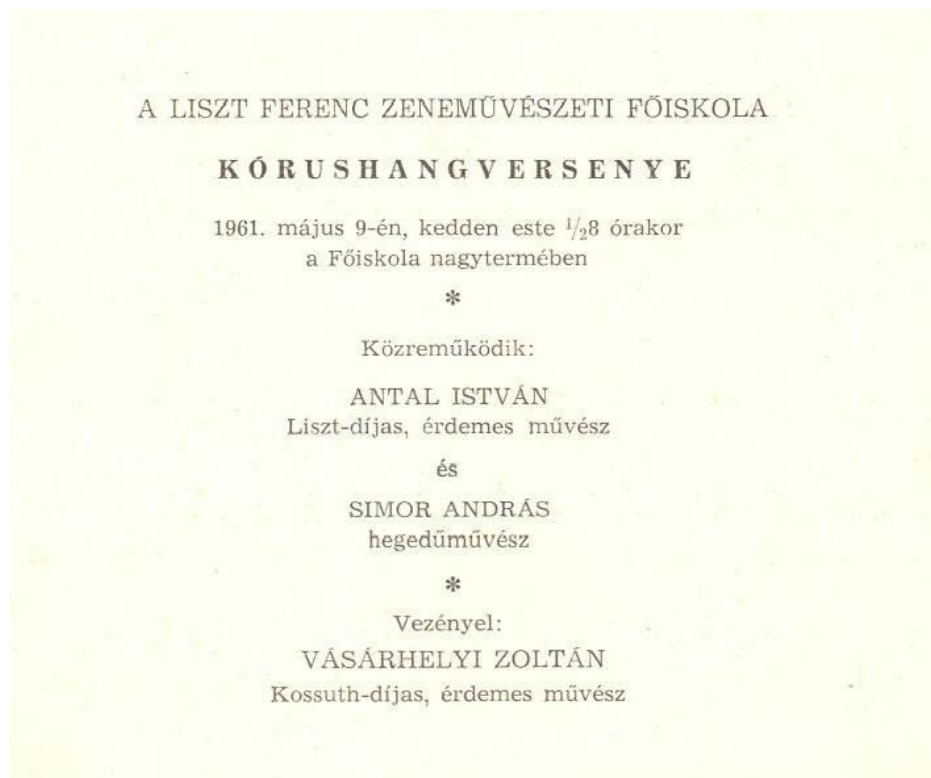 A LISZT FERENC ZENEMŰVÉSZETI FŐISKOLA
KÓRUSHANGVERSENYE
1961. május 9-én, kedden este 1/28 órakor
a Főiskola nagytermében
*
Közreműködik:
ANTAL ISTVÁN
Liszt-díjas, érdemes művész
és
SIMOR ANDRÁS
hegedűművész
*
Vezényel:
VÁSÁRHELYI ZOLTÁN
Kossuth-díjas, érdemes művész